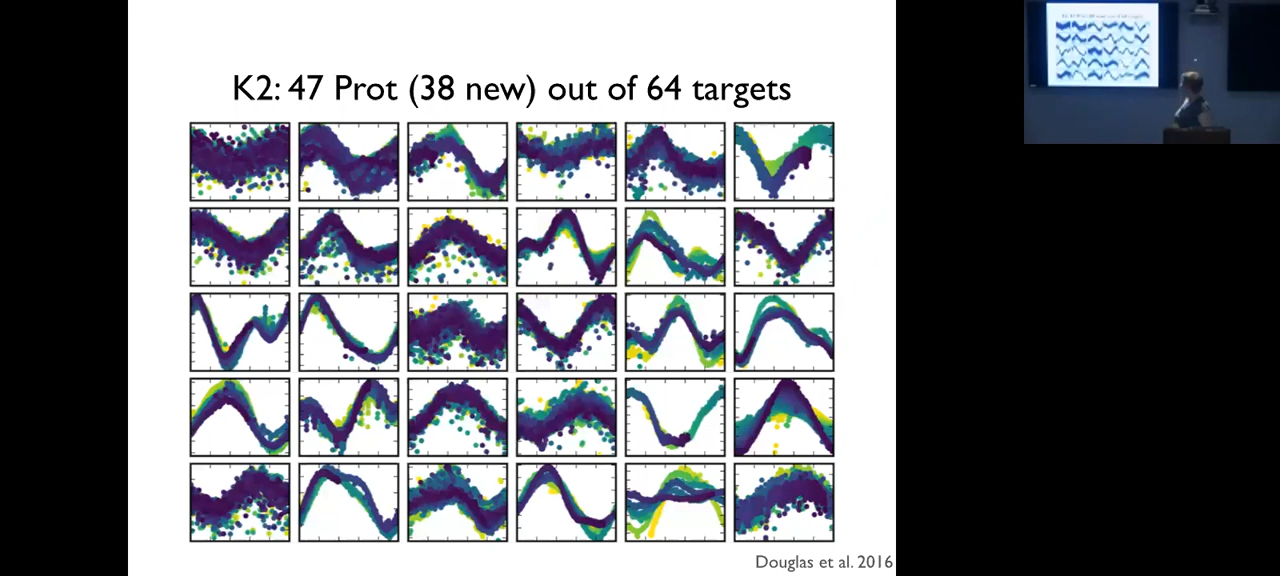 K2: 47 Prot (38 new) out of 64 targets
Douglas et al. 2016